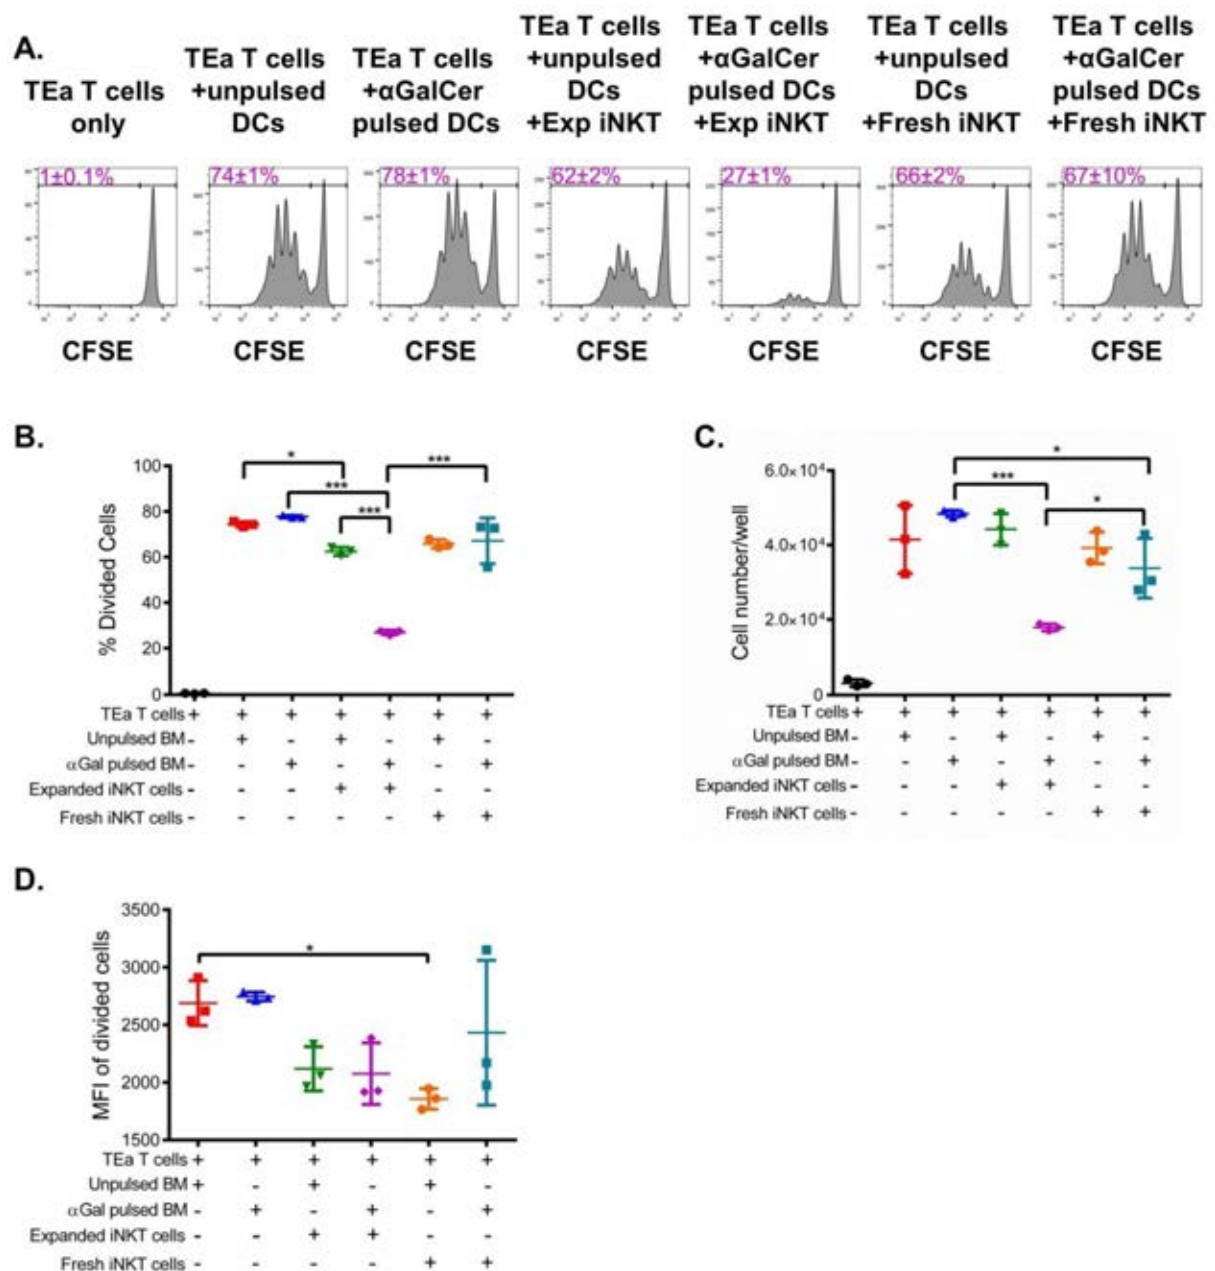 A.
TEa T cells
only
TEa T cells
+unpulsed
DCs
TEa T cells
+αGalCer
pulsed DCs
TEa T cells
+unpulsed
DCs
+Exp iNKT
TEa T cells
+αGalCer
pulsed DCs
+Exp iNKT
TEa T cells
+unpulsed
DCs
+Fresh iNKT
TEa T cells
+αGalCer
pulsed DCs
+Fresh iNKT
1±0.1% 74±1% 78±1% 62±2% 27±1% 66±2% 67±10%
CFSE CFSE CFSE CFSE CFSE CFSE CFSE
B.
% Divided Cells
100
80
60
40
20
0
* *** *** ***
TEa T cells + + + + + + +
Unpulsed BM - + - + - + -
αGal pulsed BM - - + - + - +
Expanded iNKT cells - - - + + - -
Fresh iNKT cells - - - - - + +
C.
Cell number/well
6.0×10⁴
4.0×10⁴
2.0×10⁴
0
* *** *
TEa T cells + + + + + + +
Unpulsed BM - + - + - + -
αGal pulsed BM - - + - + - +
Expanded iNKT cells - - - + + - -
Fresh iNKT cells - - - - - + +
D.
MFI of divided cells
3500
3000
2500
2000
1500
*
TEa T cells + + + + + +
Unpulsed BM + - + - + -
αGal pulsed BM - + - + - +
Expanded iNKT cells - - + + - -
Fresh iNKT cells - - - - + +